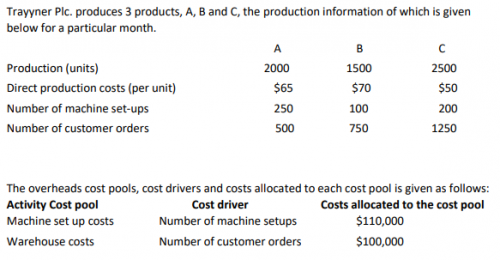 Trayyner Plc. produces 3 products, A, B and C, the production information of which is given
below for a particular month.
A B C
Production (units) 2000 1500 2500
Direct production costs (per unit) $65 $70 $50
Number of machine set-ups 250 100 200
Number of customer orders 500 750 1250
The overheads cost pools, cost drivers and costs allocated to each cost pool is given as follows:
Activity Cost pool Cost driver Costs allocated to the cost pool
Machine set up costs Number of machine setups $110,000
Warehouse costs Number of customer orders $100,000